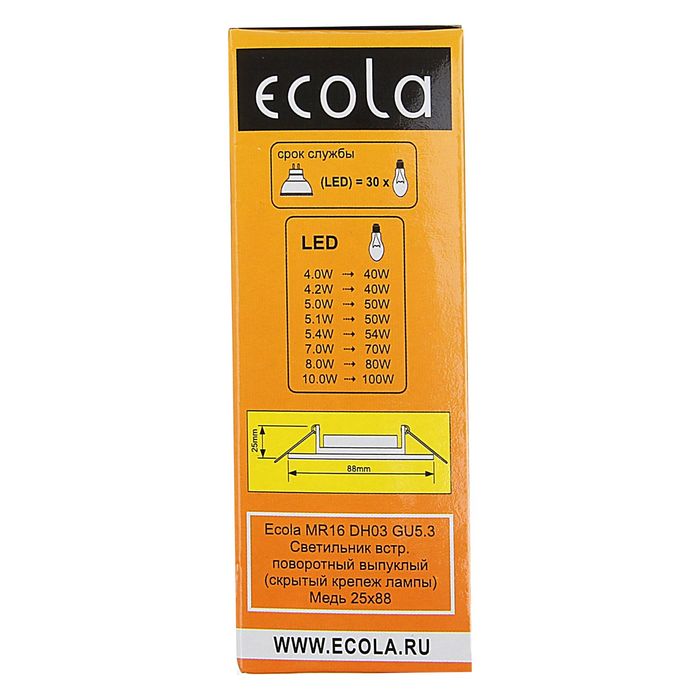 ecola
срок службы
(LED) = 30 x
LED
4.0W → 40W
4.2W → 40W
5.0W → 50W
5.1W → 50W
5.4W → 54W
7.0W → 70W
8.0W → 80W
10.0W → 100W
25mm
88mm
Ecola MR16 DH03 GU5.3
Светильник встр.
поворотный выпуклый
(скрытый крепеж лампы)
Медь 25x88
WWW.ECOLA.RU